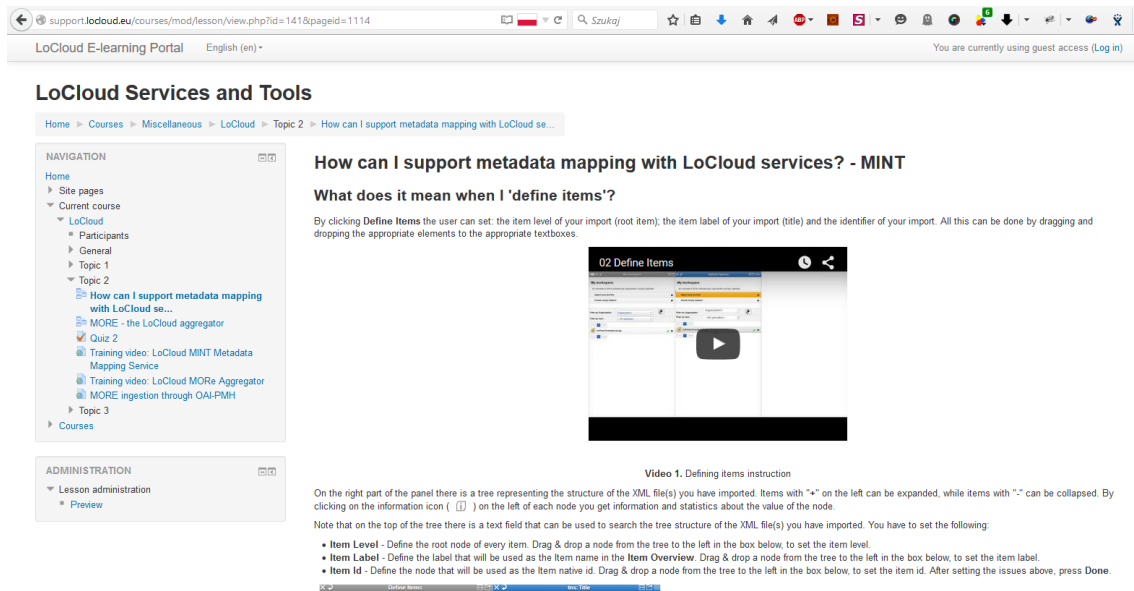 support.locloud.eu/courses/mod/lesson/view.php?id=141&pageid=1114
Szukaj
ABP
S
6
LoCloud E-learning Portal English (en)
You are currently using guest access (Log in)
LoCloud Services and Tools
Home Courses Miscellaneous LoCloud Topic 2 How can I support metadata mapping with LoCloud se...
NAVIGATION
Home
Site pages
Current course
LoCloud
Participants
General
Topic 1
Topic 2
How can I support metadata mapping
with LoCloud se...
MORE - the LoCloud aggregator
Quiz 2
Training video: LoCloud MINT Metadata
Mapping Service
Training video: LoCloud MORe Aggregator
MORE ingestion through OAI-PMH
Topic 3
Courses
ADMINISTRATION
Lesson administration
Preview
How can I support metadata mapping with LoCloud services? - MINT
What does it mean when I 'define items'?
By clicking Define Items the user can set: the item level of your import (root item); the item label of your import (title) and the identifier of your import. All this can be done by dragging and
dropping the appropriate elements to the appropriate textboxes.
02 Define Items
My workspace
My workspace
Video 1. Defining items instruction
On the right part of the panel there is a tree representing the structure of the XML file(s) you have imported. Items with "+" on the left can be expanded, while items with "-" can be collapsed. By
clicking on the information icon ( i ) on the left of each node you get information and statistics about the value of the node.
Note that on the top of the tree there is a text field that can be used to search the tree structure of the XML file(s) you have imported. You have to set the following:
• Item Level - Define the root node of every item. Drag & drop a node from the tree to the left in the box below, to set the item level.
• Item Label - Define the label that will be used as the Item name in the Item Overview. Drag & drop a node from the tree to the left in the box below, to set the item label.
• Item Id - Define the node that will be used as the Item native id. Drag & drop a node from the tree to the left in the box below, to set the item id. After setting the issues above, press Done.
Define Items